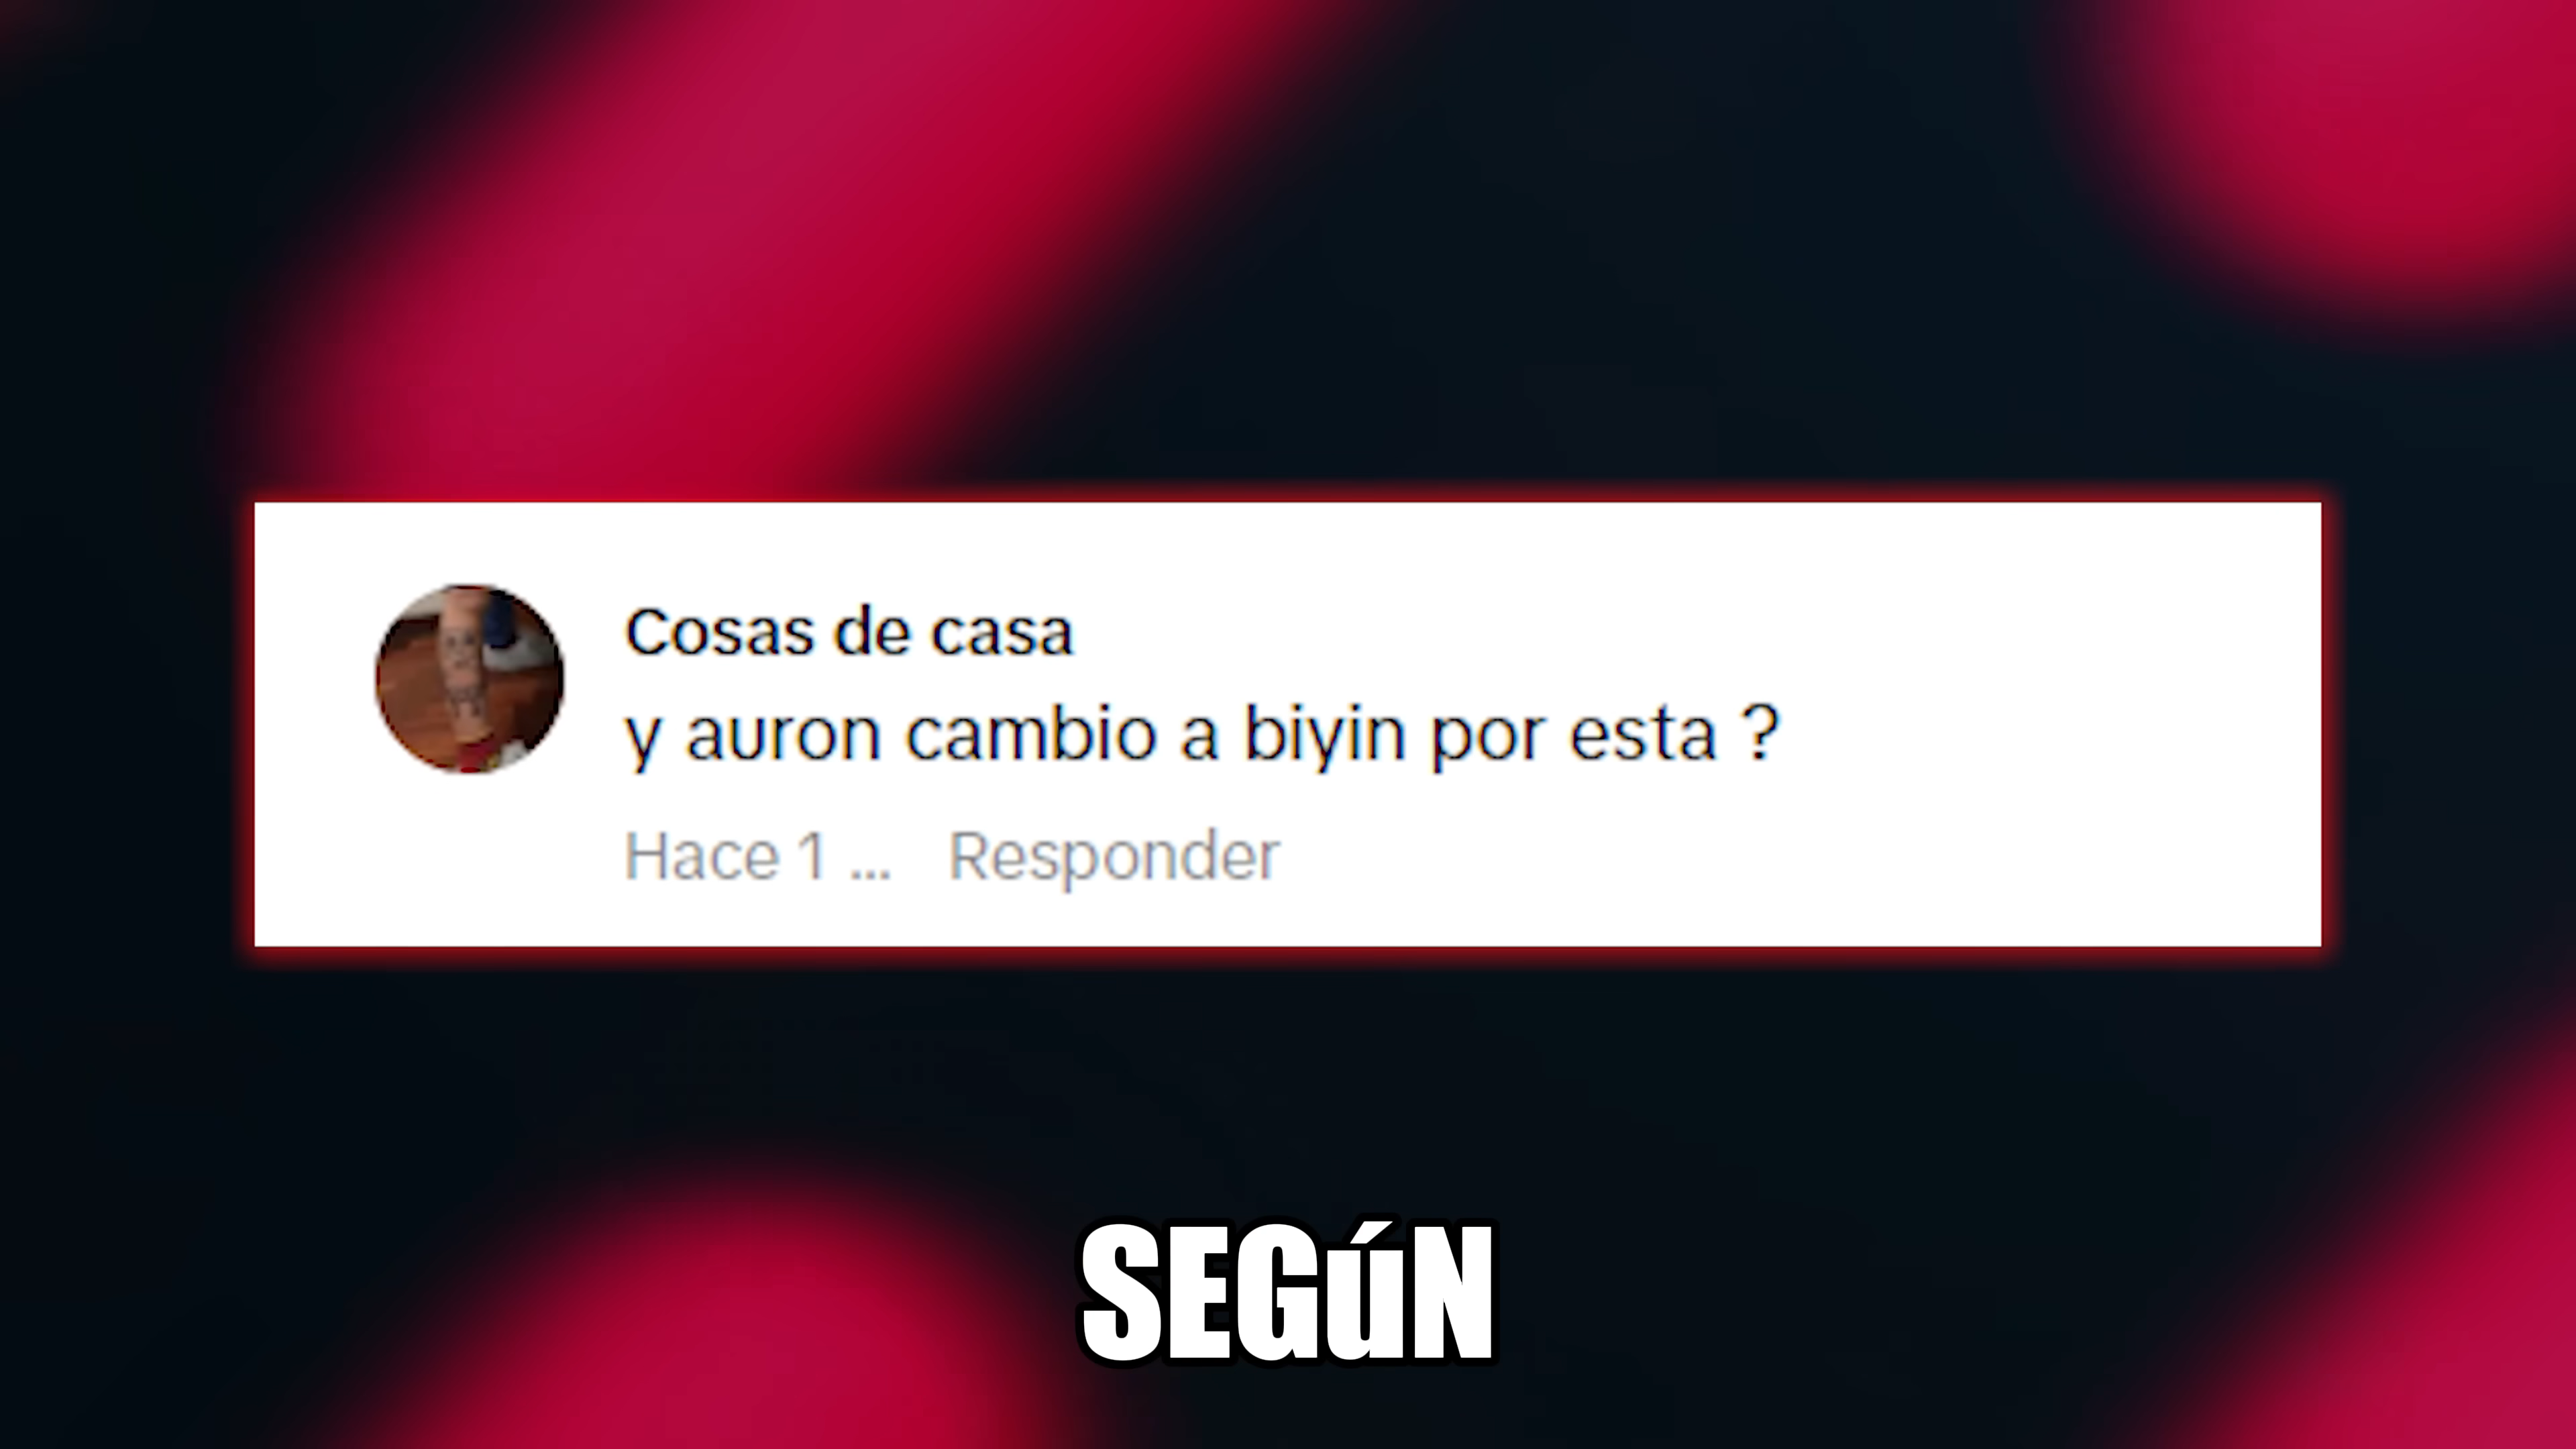 Cosas de casa
y auron cambio a biyin por esta ?
Hace 1 ... Responder
SEGúN